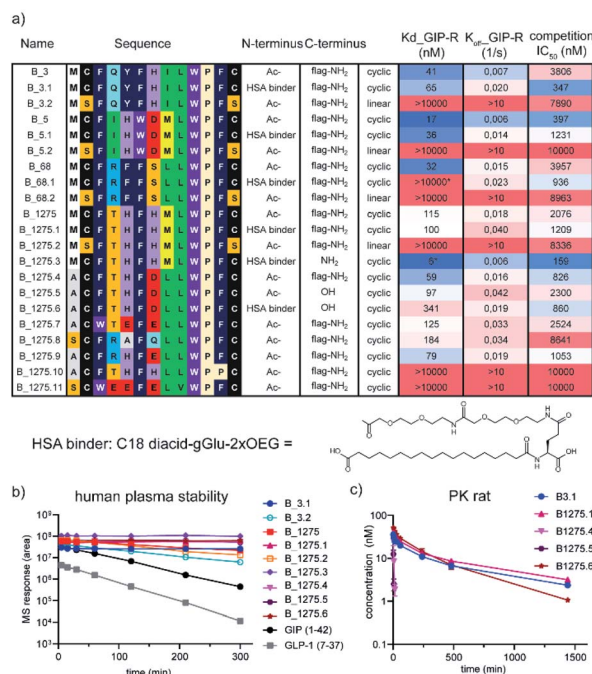 a)
Name Sequence N-terminus C-terminus Kd_GIP-R (nM) K_off_GIP-R (1/s) competition IC50 (nM)
B_3 M C F Q Y F H I L W P F C Ac- flag-NH2 cyclic 41 0,007 3806
B_3.1 M C F Q Y F H I L W P F C HSA binder flag-NH2 cyclic 65 0,020 347
B_3.2 M S F Q Y F H I L W P F S Ac- flag-NH2 linear >10000 >10 7890
B_5 M C F I H W D M L W P F C Ac- flag-NH2 cyclic 17 0,006 397
B_5.1 M C F I H W D M L W P F C HSA binder flag-NH2 cyclic 36 0,014 1231
B_5.2 M S F I H W D M L W P F S Ac- flag-NH2 linear >10000 >10 10000
B_68 M C F R F F S L L W P F C Ac- flag-NH2 cyclic 32 0,015 3957
B_68.1 M C F R F F S L L W P F C HSA binder flag-NH2 cyclic >10000* 0,023 936
B_68.2 M S F R F F S L L W P F S Ac- flag-NH2 linear >10000 >10 8963
B_1275 M C F T H F H M L W P F C Ac- flag-NH2 cyclic 115 0,018 2076
B_1275.1 M C F T H F H M L W P F C HSA binder flag-NH2 cyclic 100 0,040 1209
B_1275.2 M S F T H F H M L W P F S Ac- flag-NH2 linear >10000 >10 8336
B_1275.3 M C F T H F H M L W P F C HSA binder NH2 cyclic 5* 0,006 159
B_1275.4 A C F T H F D L L W P F C Ac- flag-NH2 cyclic 59 0,016 826
B_1275.5 A C F T H F D L L W P F C Ac- OH cyclic 97 0,042 2300
B_1275.6 A C F T H F D L L W P F C HSA binder OH cyclic 341 0,019 860
B_1275.7 A C W T E F E L L W P F C Ac- flag-NH2 cyclic 125 0,033 2524
B_1275.8 S C F R A F Q L L W P F C Ac- flag-NH2 cyclic 184 0,034 8641
B_1275.9 A C F R H F E L L W P F C Ac- flag-NH2 cyclic 79 0,019 1053
B_1275.10 A C F T H F H L L W P P C Ac- flag-NH2 cyclic >10000 >10 10000
B_1275.11 S C W E E F E L V W P F C Ac- flag-NH2 cyclic >10000 >10 10000
HSA binder: C18 diacid-gGlu-2xOEG =
O O O O O N H O O N H O
HO O O N H O OH
b) human plasma stability
MS response (area)
10⁹
10⁸
10⁷
10⁶
10⁵
10⁴
10³
0 100 200 300
time (min)
B_3.1
B_3.2
B_1275
B_1275.1
B_1275.2
B_1275.3
B_1275.4
B_1275.5
B_1275.6
GIP (1-42)
GLP-1 (7-37)
c) PK rat
concentration (nM)
100
10
1
0.1
0 500 1000 1500
time (min)
B3.1
B1275.1
B1275.4
B1275.5
B1275.6